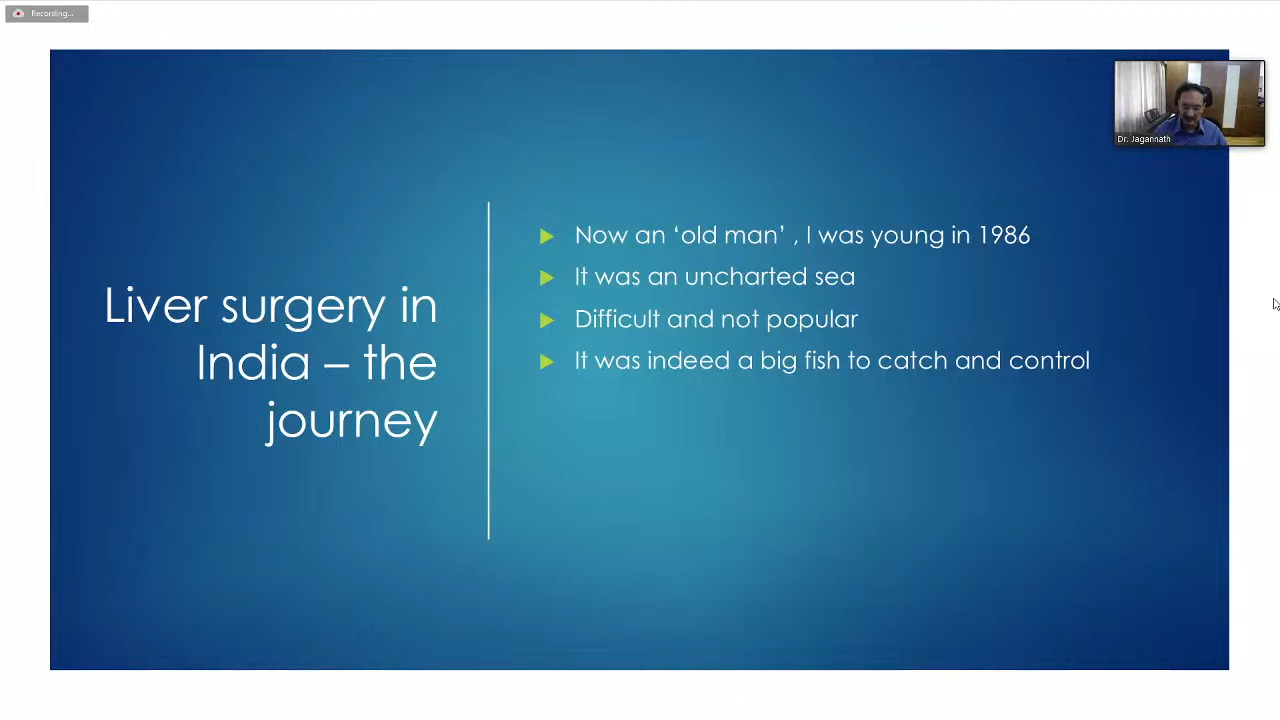 Recording...
Dr. Jagannath
Liver surgery in
India – the
journey
Now an ‘old man’ , I was young in 1986
It was an uncharted sea
Difficult and not popular
It was indeed a big fish to catch and control